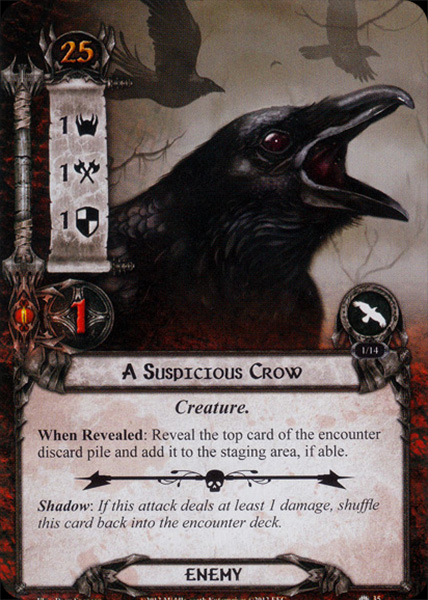 25
1
1
1
1
1/14
A Suspicious Crow
Creature.
When Revealed: Reveal the top card of the encounter
discard pile and add it to the staging area, if able.
Shadow: If this attack deals at least 1 damage, shuffle
this card back into the encounter deck.
ENEMY
35